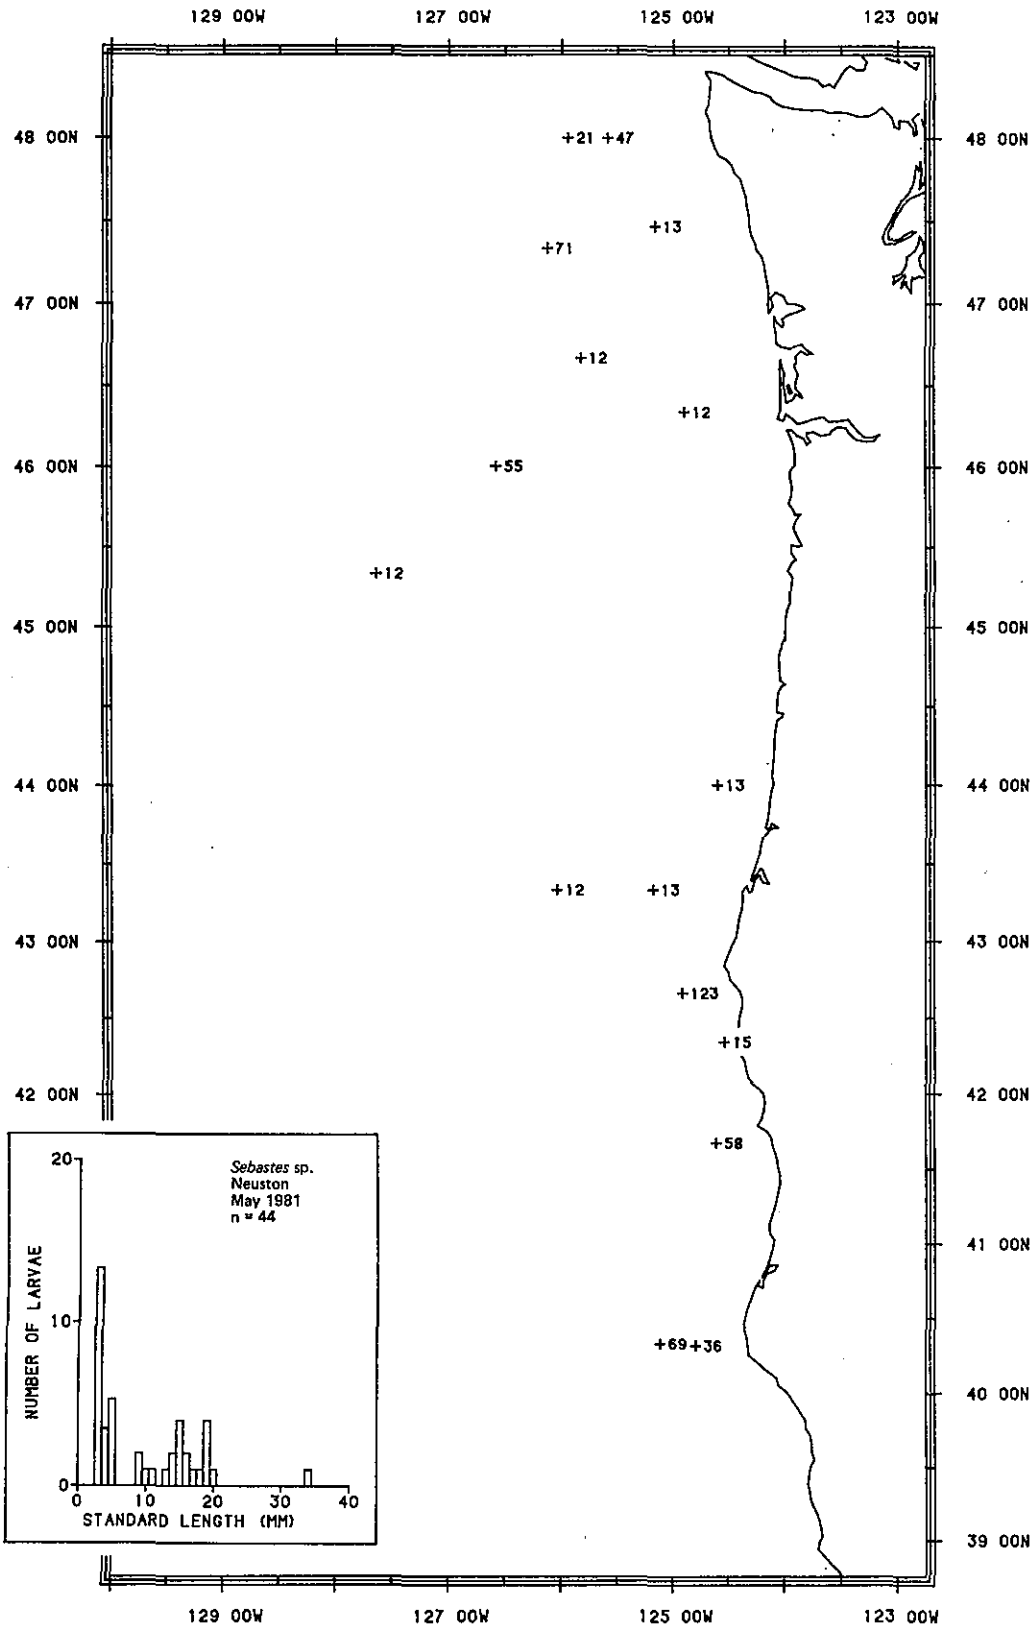 129 00W 127 00W 125 00W 123 00W
48 00N +21 +47 48 00N
+13
+71
47 00N 47 00N
+12
+12
46 00N +55 46 00N
+12
45 00N 45 00N
44 00N +13 44 00N
+12 +13
43 00N 43 00N
+123
+15
42 00N 42 00N
+58
20
Sebastes sp.
Neuston
May 1981
n = 44
41 00N
NUMBER OF LARVAE
10
+69 +36
40 00N
0
0 10 20 30 40
STANDARD LENGTH (MM)
39 00N
129 00W 127 00W 125 00W 123 00W